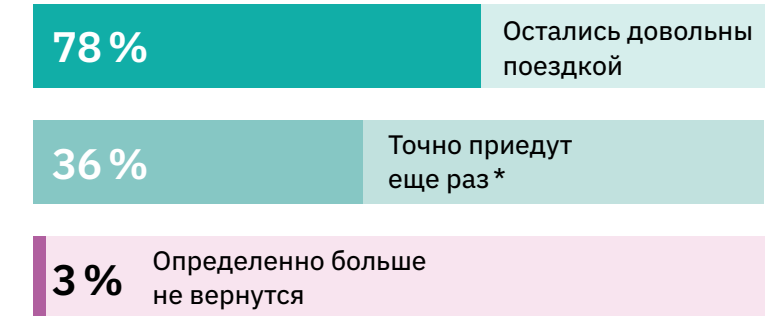 78 %
Остались довольны
поездкой
36 %
Точно приедут
еще раз *
3 %
Определенно больше
не вернутся